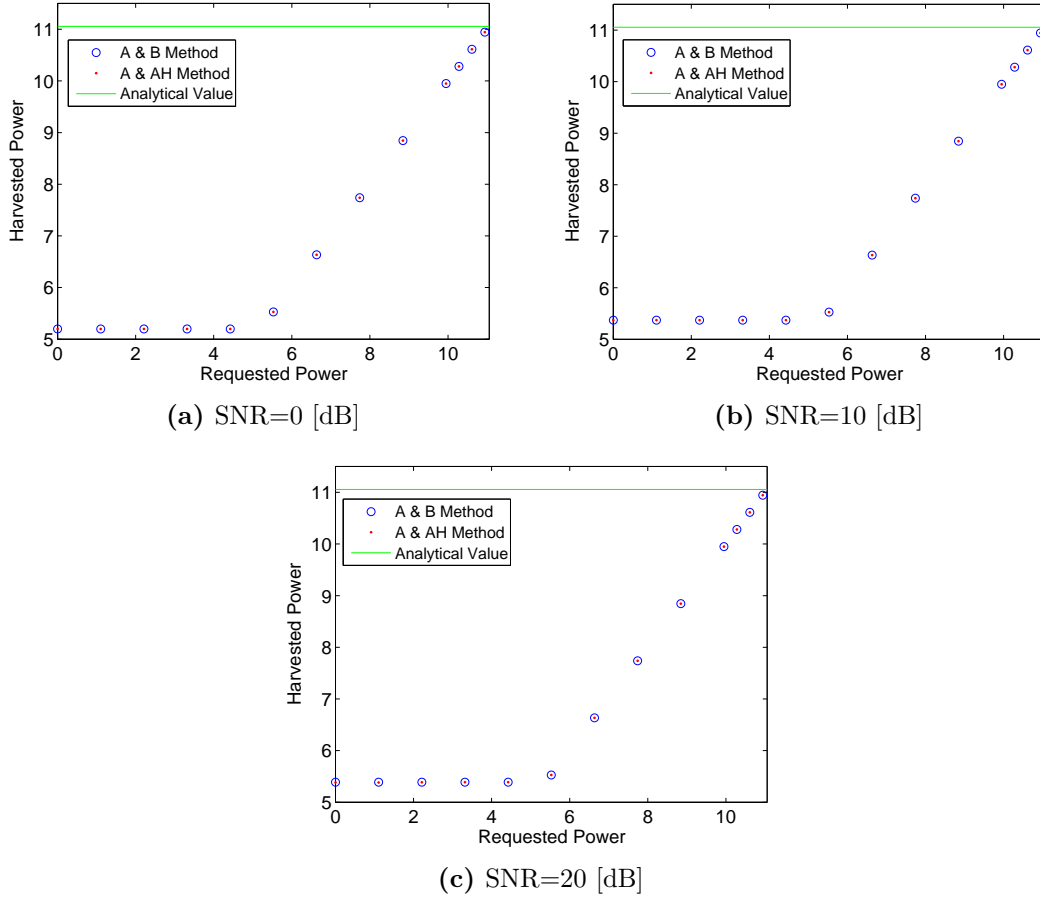 11
10
9
8
7
6
5
Harvested Power
A & B Method
A & AH Method
Analytical Value
0 2 4 6 8 10
Requested Power
(a) SNR=0 [dB]
11
10
9
8
7
6
5
Harvested Power
A & B Method
A & AH Method
Analytical Value
0 2 4 6 8 10
Requested Power
(b) SNR=10 [dB]
11
10
9
8
7
6
5
Harvested Power
A & B Method
A & AH Method
Analytical Value
0 2 4 6 8 10
Requested Power
(c) SNR=20 [dB]